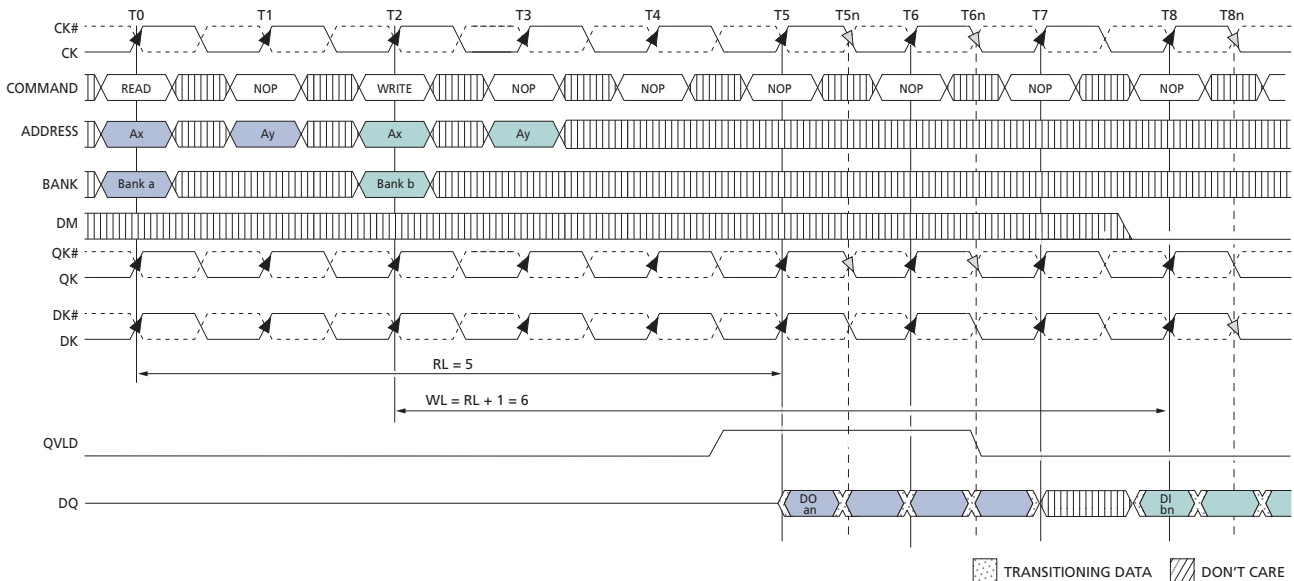 T0 T1 T2 T3 T4 T5 T5n T6 T6n T7 T8 T8n
CK#
CK
COMMAND READ NOP WRITE NOP NOP NOP NOP NOP NOP
ADDRESS Ax Ay Ax Ay
BANK Bank a Bank b
DM
QK#
QK
DK#
DK
RL = 5
WL = RL + 1 = 6
QVLD
DQ DO an DI bn
TRANSITIONING DATA DON'T CARE